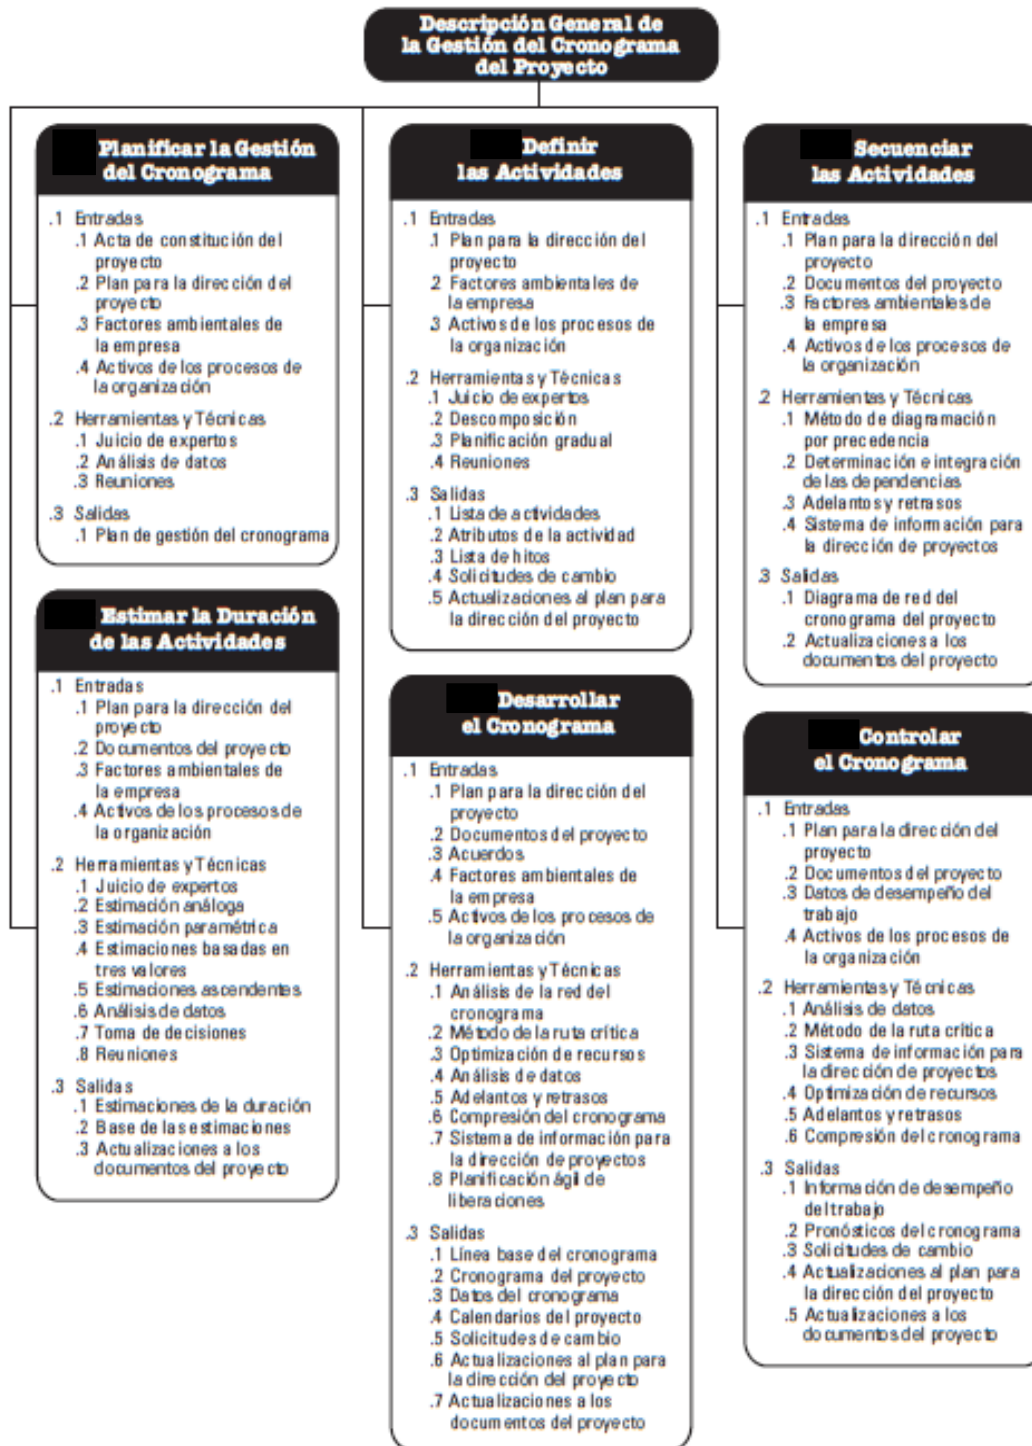 Descripción General de
la Gestión del Cronograma
del Proyecto
Planificar la Gestión
del Cronograma
.1 Entradas
.1 Acta de constitución del
proyecto
.2 Plan para la dirección del
proyecto
.3 Factores ambientales de
la empresa
.4 Activos de los procesos de
la organización
.2 Herramientas y Técnicas
.1 Juicio de expertos
.2 Análisis de datos
.3 Reuniones
.3 Salidas
.1 Plan de gestión del cronograma
Definir
las Actividades
.1 Entradas
.1 Plan para la dirección del
proyecto
.2 Factores ambientales de
la empresa
.3 Activos de los procesos de
la organización
.2 Herramientas y Técnicas
.1 Juicio de expertos
.2 Descomposición
.3 Planificación gradual
.4 Reuniones
.3 Salidas
.1 Lista de actividades
.2 Atributos de la actividad
.3 Lista de hitos
.4 Solicitudes de cambio
.5 Actualizaciones al plan para
la dirección del proyecto
Secuenciar
las Actividades
.1 Entradas
.1 Plan para la dirección del
proyecto
.2 Documentos del proyecto
.3 Factores ambientales de
la empresa
.4 Activos de los procesos de
la organización
.2 Herramientas y Técnicas
.1 Método de diagramación
por precedencia
.2 Determinación e integración
de las dependencias
.3 Adelantos y retrasos
.4 Sistema de información para
la dirección de proyectos
.3 Salidas
.1 Diagrama de red del
cronograma del proyecto
.2 Actualizaciones a los
documentos del proyecto
Estimar la Duración
de las Actividades
.1 Entradas
.1 Plan para la dirección del
proyecto
.2 Documentos del proyecto
.3 Factores ambientales de
la empresa
.4 Activos de los procesos de
la organización
.2 Herramientas y Técnicas
.1 Juicio de expertos
.2 Estimación análoga
.3 Estimación paramétrica
.4 Estimaciones basadas en
tres valores
.5 Estimaciones ascendentes
.6 Análisis de datos
.7 Toma de decisiones
.8 Reuniones
.3 Salidas
.1 Estimaciones de la duración
.2 Base de las estimaciones
.3 Actualizaciones a los
documentos del proyecto
Desarrollar
el Cronograma
.1 Entradas
.1 Plan para la dirección del
proyecto
.2 Documentos del proyecto
.3 Acuerdos
.4 Factores ambientales de
la empresa
.5 Activos de los procesos de
la organización
.2 Herramientas y Técnicas
.1 Análisis de la red del
cronograma
.2 Método de la ruta crítica
.3 Optimización de recursos
.4 Análisis de datos
.5 Adelantos y retrasos
.6 Compresión del cronograma
.7 Sistema de información para
la dirección de proyectos
.8 Planificación ágil de
liberaciones
.3 Salidas
.1 Línea base del cronograma
.2 Cronograma del proyecto
.3 Datos del cronograma
.4 Calendarios del proyecto
.5 Solicitudes de cambio
.6 Actualizaciones al plan para
la dirección del proyecto
.7 Actualizaciones a los
documentos del proyecto
Controlar
el Cronograma
.1 Entradas
.1 Plan para la dirección del
proyecto
.2 Documentos del proyecto
.3 Datos de desempeño del
trabajo
.4 Activos de los procesos de
la organización
.2 Herramientas y Técnicas
.1 Análisis de datos
.2 Método de la ruta crítica
.3 Sistema de información para
la dirección de proyectos
.4 Optimización de recursos
.5 Adelantos y retrasos
.6 Compresión del cronograma
.3 Salidas
.1 Información de desempeño
del trabajo
.2 Pronósticos del cronograma
.3 Solicitudes de cambio
.4 Actualizaciones al plan para
la dirección del proyecto
.5 Actualizaciones a los
documentos del proyecto